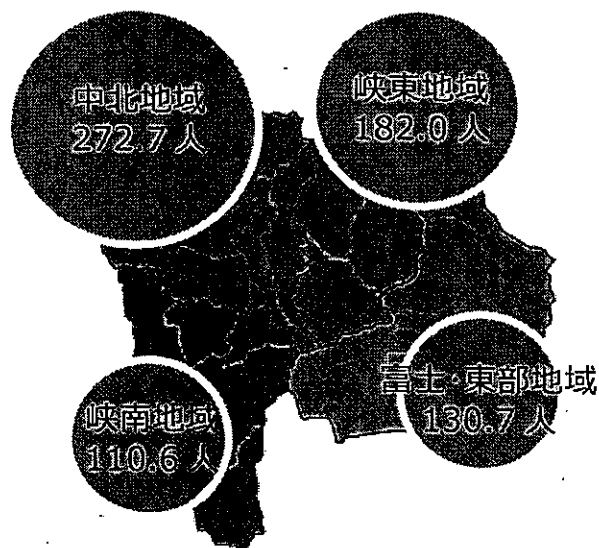 中北地域
272.7 人
峡東地域
182.0 人
富士・東部地域
130.7 人
峡南地域
110.6 人